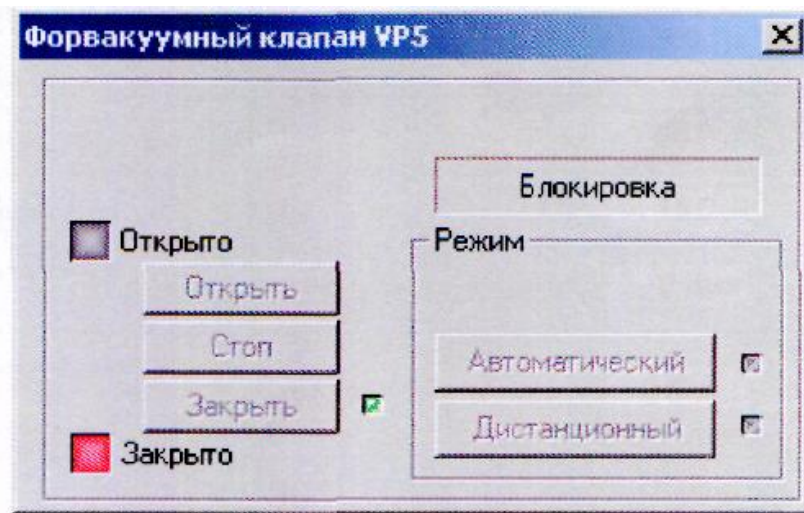 Форвакуумный клапан VP5
Блокировка
Открыто
Режим
Открыть
Стоп
Автоматический
Закрыть
Дистанционный
Закрыто